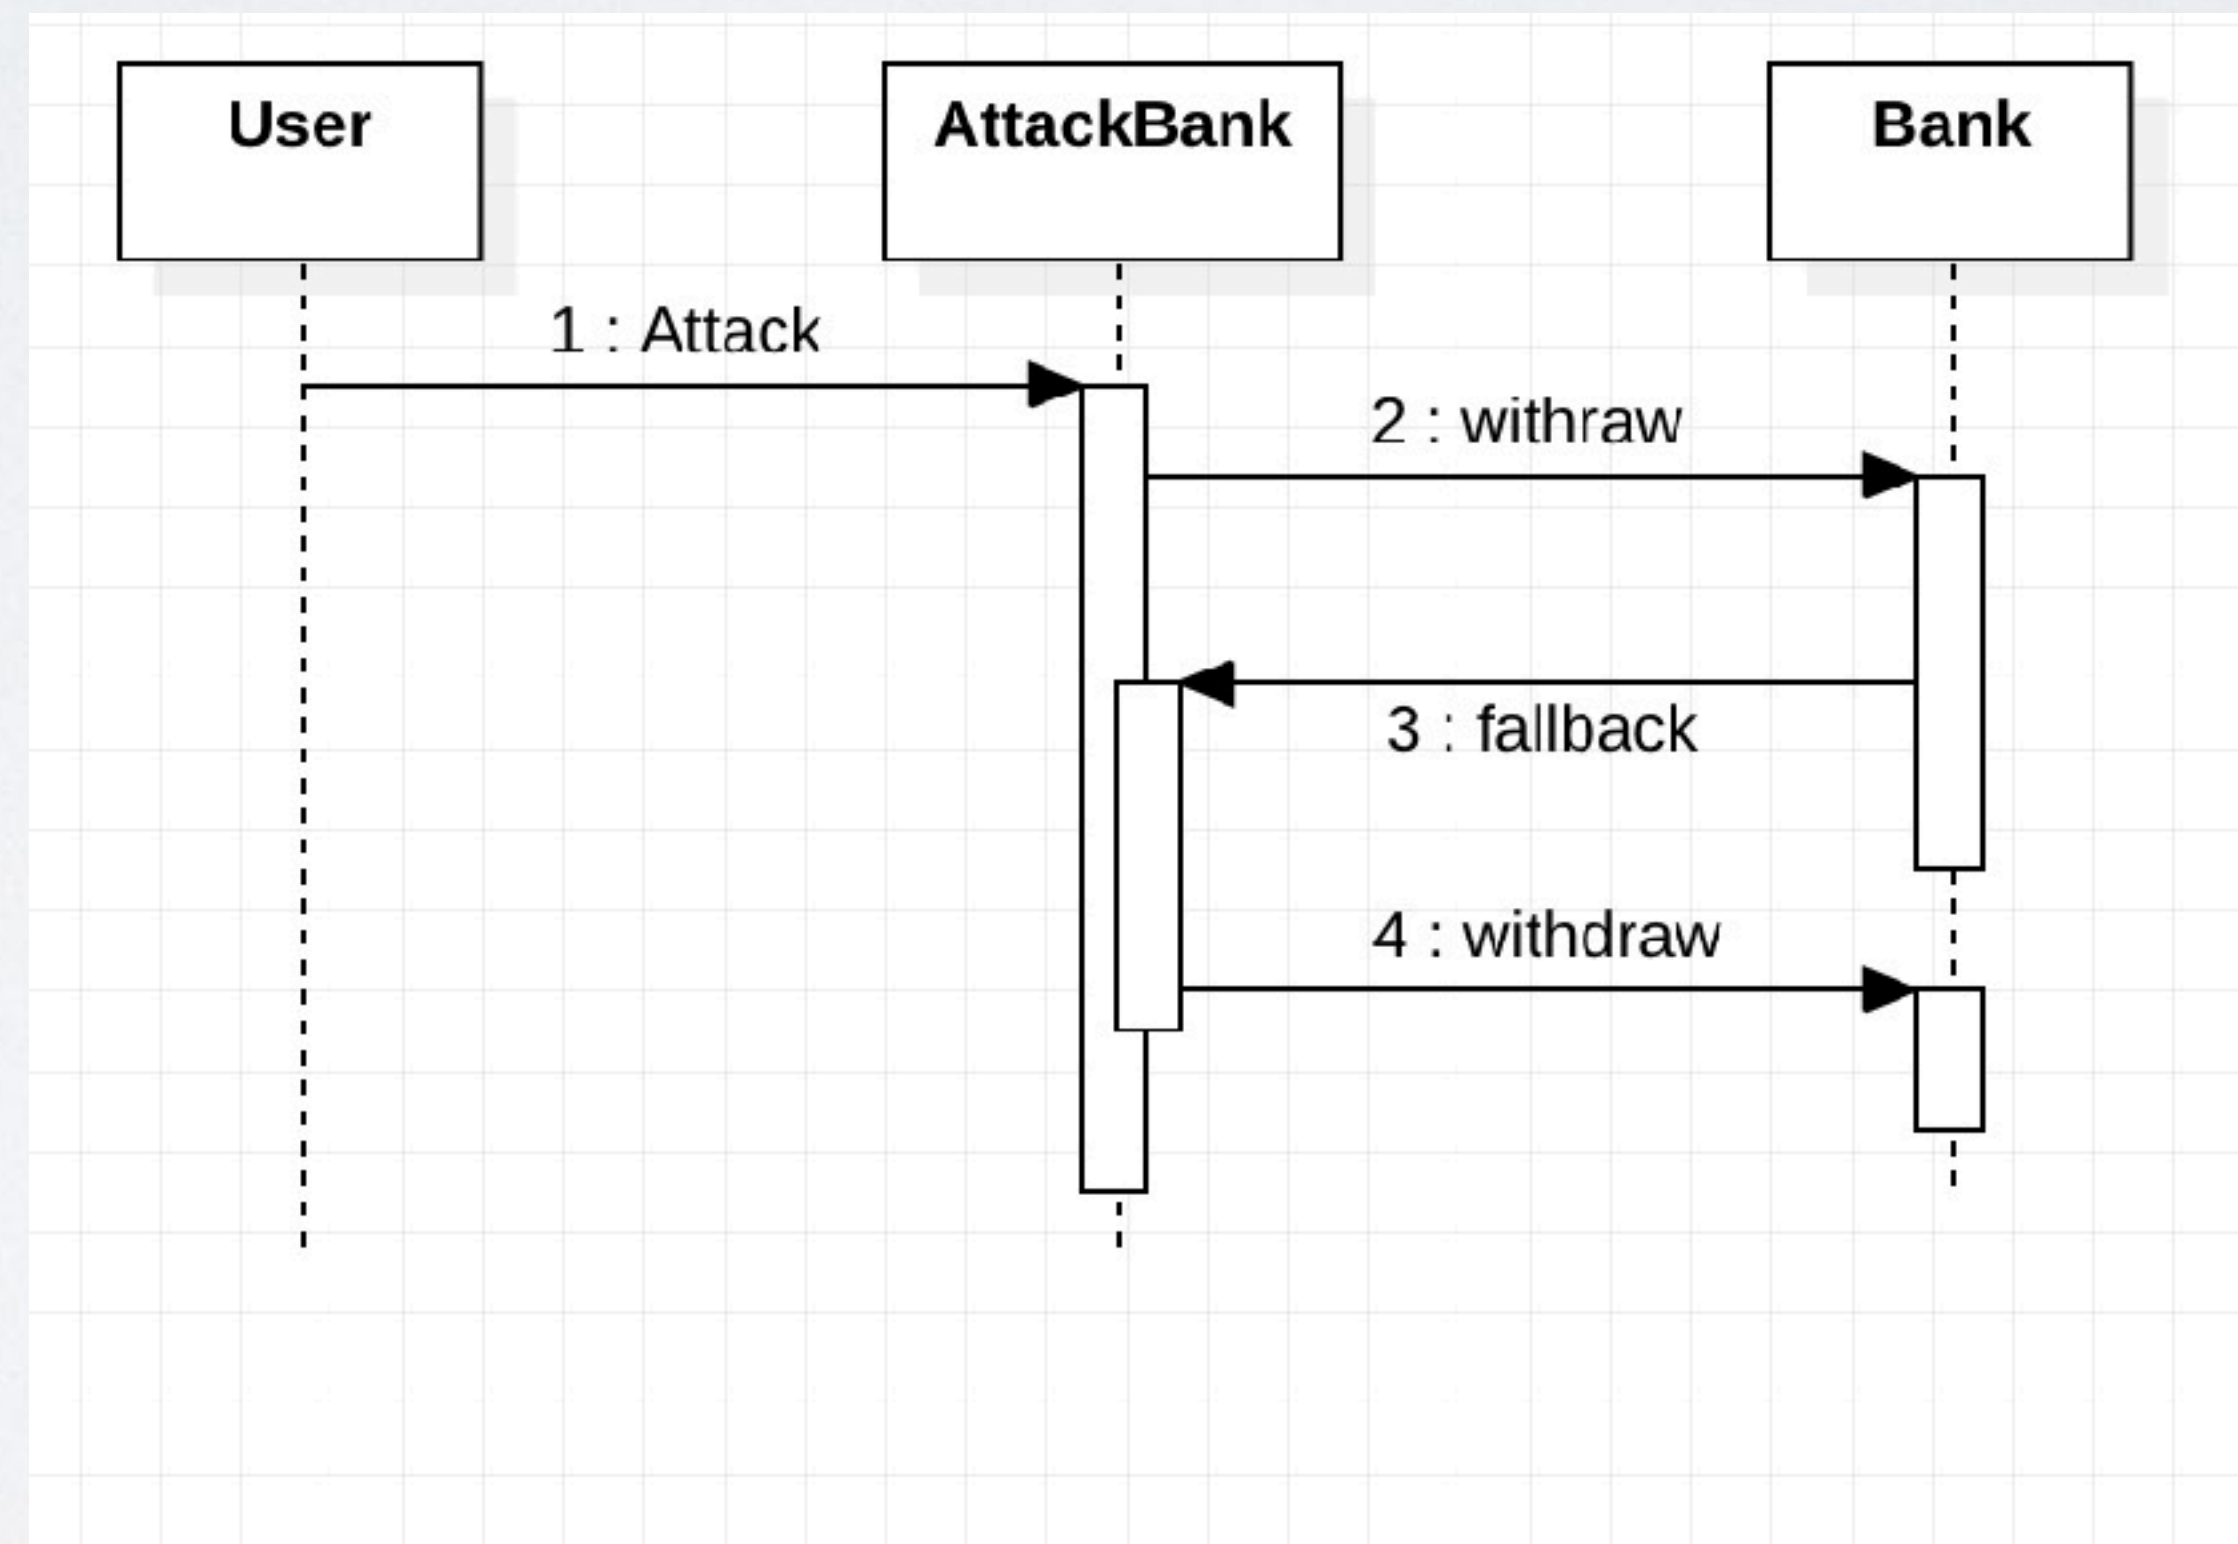 User
AttackBank
Bank
1 : Attack
2 : withraw
3 : fallback
4 : withdraw